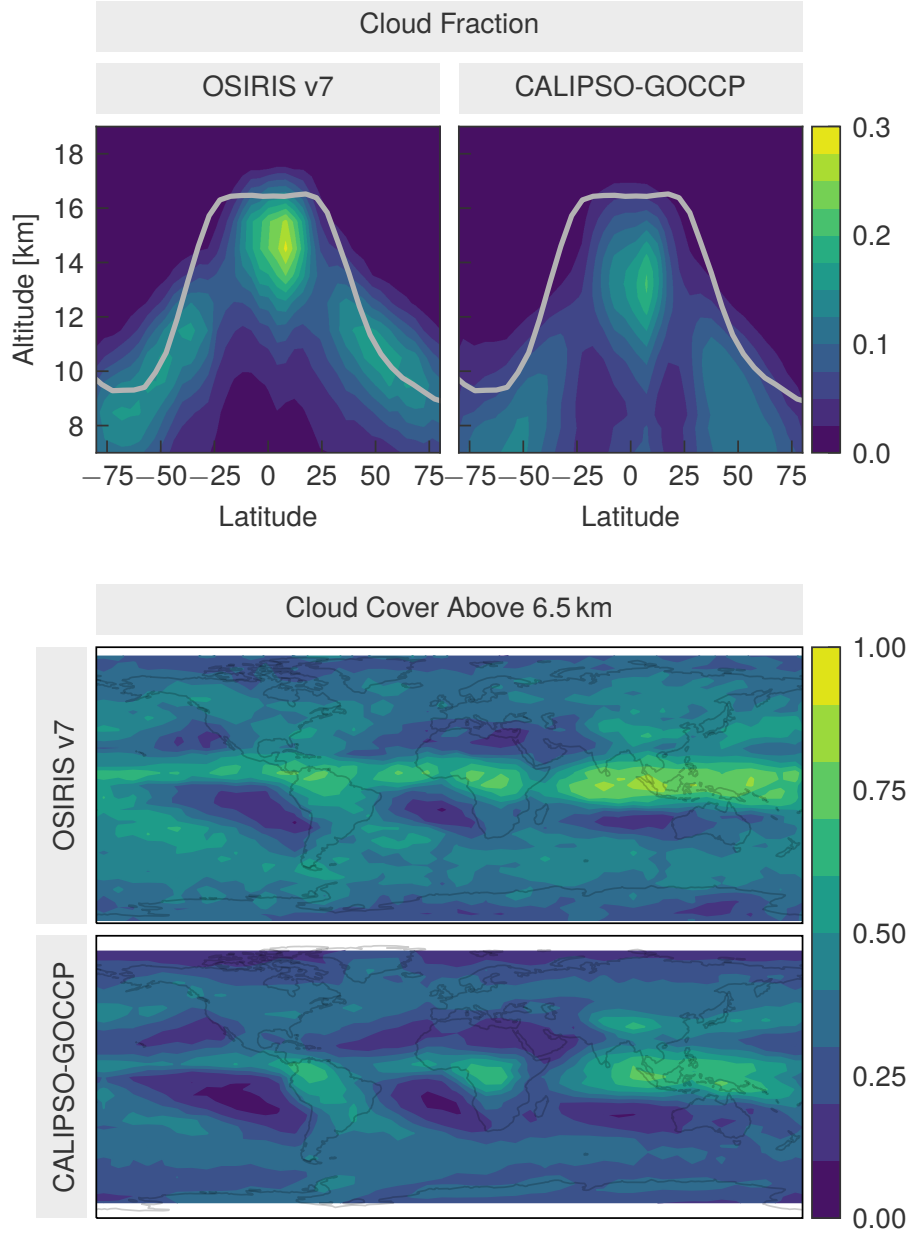 Cloud Fraction
OSIRIS v7 CALIPSO-GOCCP
Altitude [km]
18
16
14
12
10
8
0.3
0.2
0.1
0.0
−75 −50 −25 0 25 50 75 −75 −50 −25 0 25 50 75
Latitude Latitude
Cloud Cover Above 6.5 km
OSIRIS v7
CALIPSO-GOCCP
1.00
0.75
0.50
0.25
0.00